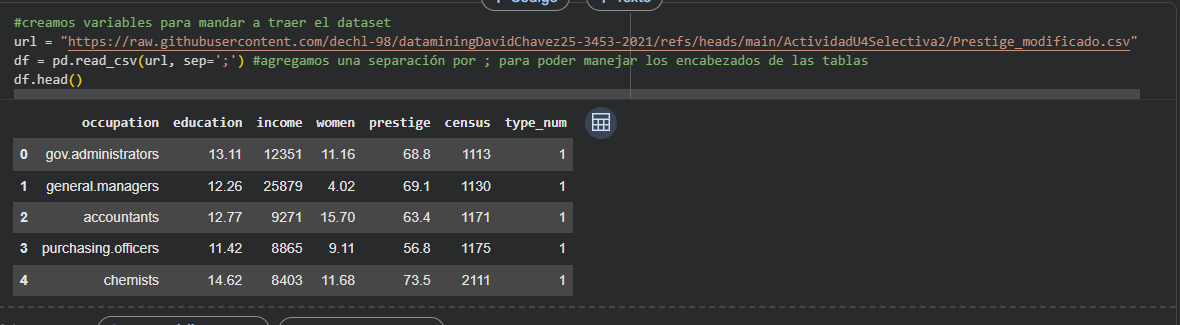 Código Texto
#creamos variables para mandar a traer el dataset
url = "https://raw.githubusercontent.com/dechl-98/dataminingDavidChavez25-3453-2021/refs/heads/main/ActividadU4Selectiva2/Prestige_modificado.csv"
df = pd.read_csv(url, sep=';') #agregamos una separación por ; para poder manejar los encabezados de las tablas
df.head()
occupation education income women prestige census type_num
0 gov.administrators 13.11 12351 11.16 68.8 1113 1
1 general.managers 12.26 25879 4.02 69.1 1130 1
2 accountants 12.77 9271 15.70 63.4 1171 1
3 purchasing.officers 11.42 8865 9.11 56.8 1175 1
4 chemists 14.62 8403 11.68 73.5 2111 1